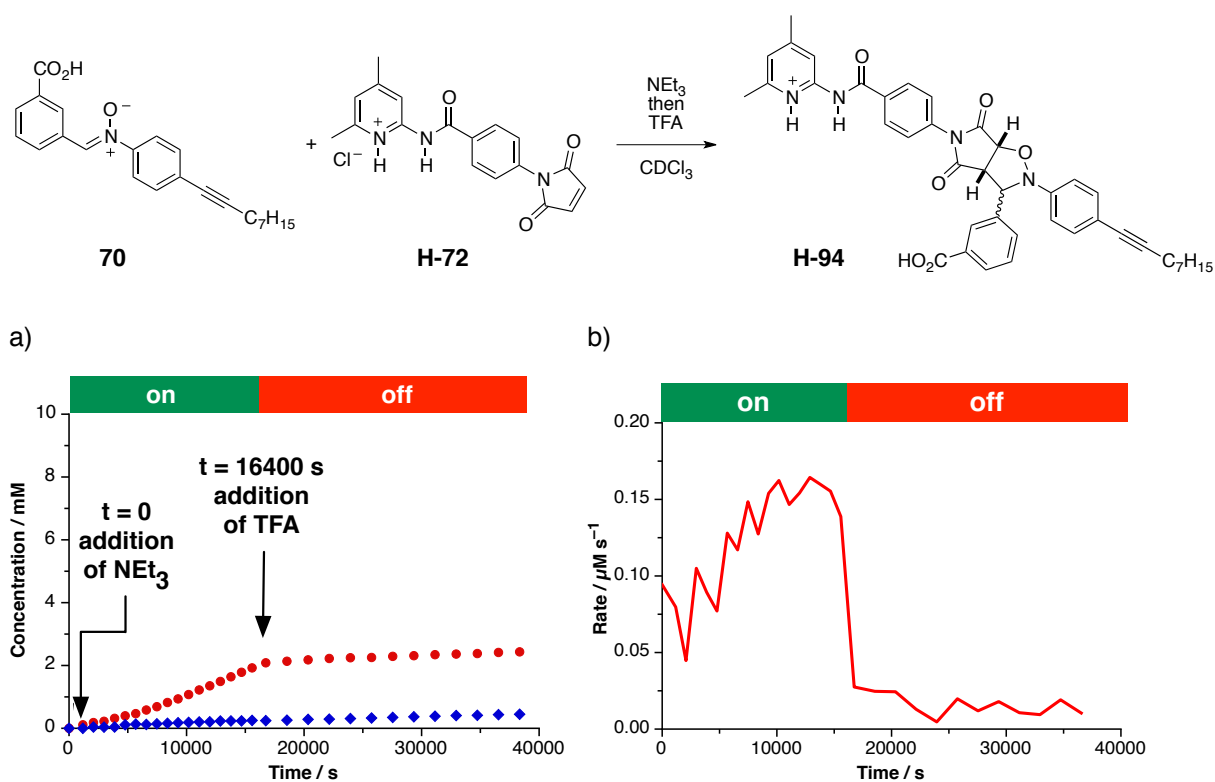 CO2H
O−
N
+
C7H15
70
+
N
+
H
Cl−
N
H
O
N
O
O
H-72
NEt3
then
TFA
CDCl3
N
+
H
N
H
O
N
O
O
H
H
O
N
HO2C
C7H15
H-94
a)
on
off
Concentration / mM
10
8
6
4
2
0
t = 0
addition
of NEt3
t = 16400 s
addition
of TFA
0 10000 20000 30000 40000
Time / s
b)
on
off
Rate / µM s−1
0.20
0.15
0.10
0.05
0.00
0 10000 20000 30000 40000
Time / s